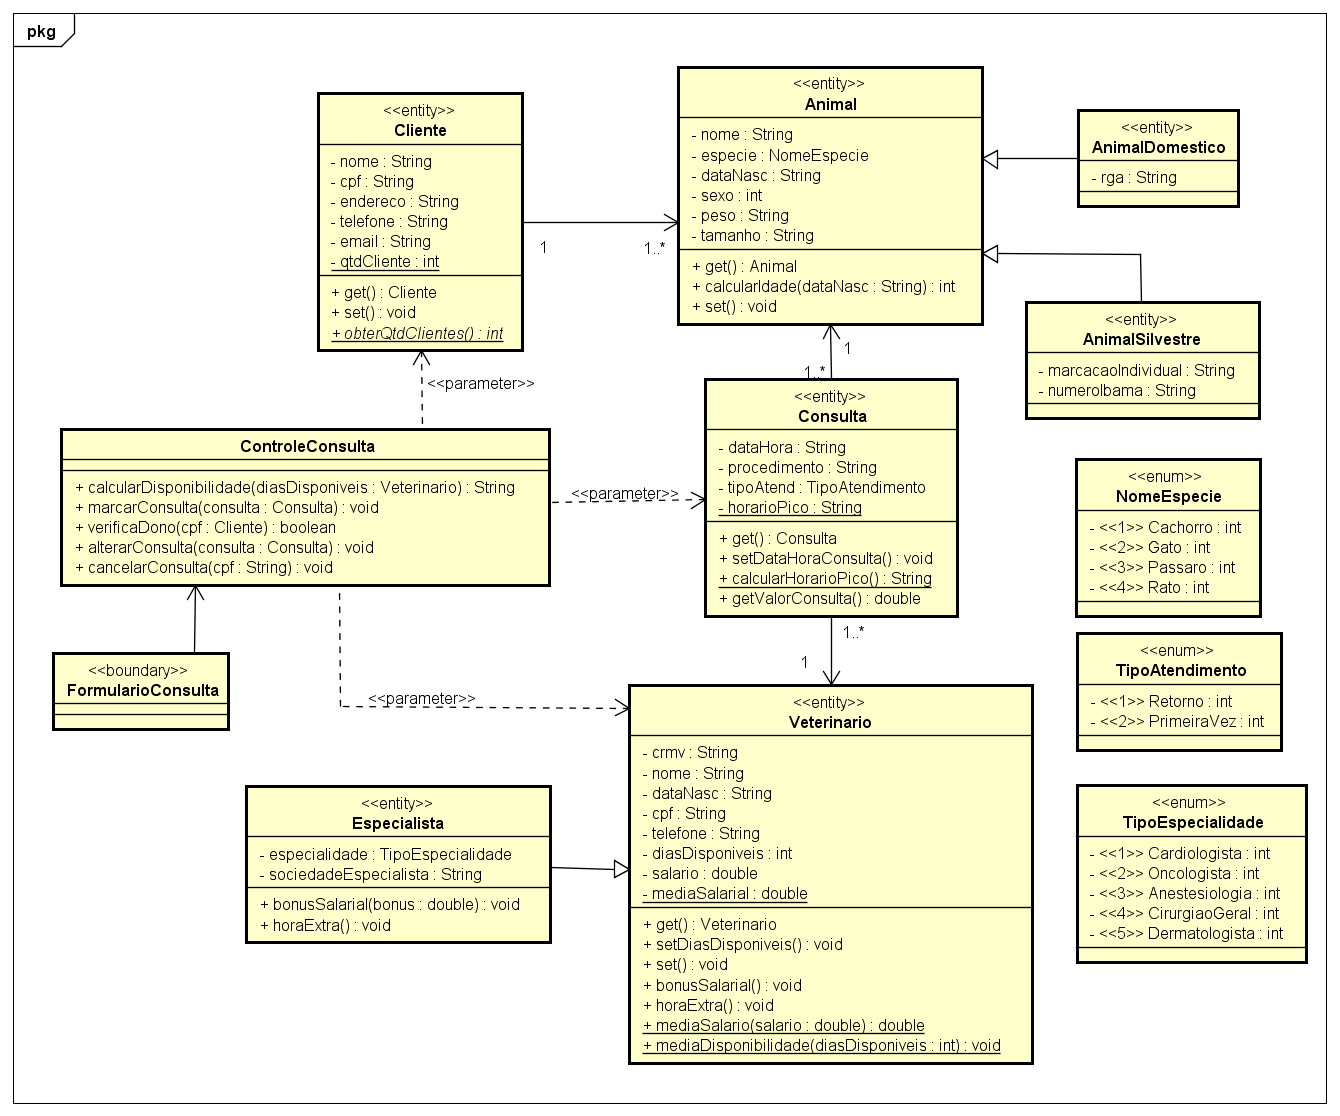 pkg
<<entity>>
Cliente
- nome : String
- cpf : String
- endereco : String
- telefone : String
- email : String
- qtdCliente : int
+ get() : Cliente
+ set() : void
+ obterQtdClientes() : int
1
1..*
<<entity>>
Animal
- nome : String
- especie : NomeEspecie
- dataNasc : String
- sexo : int
- peso : String
- tamanho : String
+ get() : Animal
+ calcularIdade(dataNasc : String) : int
+ set() : void
<<entity>>
AnimalDomestico
- rga : String
<<entity>>
AnimalSilvestre
- marcacaoIndividual : String
- numeroIbama : String
1
1..*
<<parameter>>
ControleConsulta
+ calcularDisponibilidade(diasDisponiveis : Veterinario) : String
+ marcarConsulta(consulta : Consulta) : void
+ verificaDono(cpf : Cliente) : boolean
+ alterarConsulta(consulta : Consulta) : void
+ cancelarConsulta(cpf : String) : void
<<parameter>>
<<entity>>
Consulta
- dataHora : String
- procedimento : String
- tipoAtend : TipoAtendimento
- horarioPico : String
+ get() : Consulta
+ setDataHoraConsulta() : void
+ calcularHorarioPico() : String
+ getValorConsulta() : double
<<enum>>
NomeEspecie
- <<1>> Cachorro : int
- <<2>> Gato : int
- <<3>> Passaro : int
- <<4>> Rato : int
<<boundary>>
FormularioConsulta
<<parameter>>
1..*
1
<<enum>>
TipoAtendimento
- <<1>> Retorno : int
- <<2>> PrimeiraVez : int
<<entity>>
Veterinario
- crmv : String
- nome : String
- dataNasc : String
- cpf : String
- telefone : String
- diasDisponiveis : int
- salario : double
- mediaSalarial : double
+ get() : Veterinario
+ setDiasDisponiveis() : void
+ set() : void
+ bonusSalarial() : void
+ horaExtra() : void
+ mediaSalario(salario : double) : double
+ mediaDisponibilidade(diasDisponiveis : int) : void
<<entity>>
Especialista
- especialidade : TipoEspecialidade
- sociedadeEspecialista : String
+ bonusSalarial(bonus : double) : void
+ horaExtra() : void
<<enum>>
TipoEspecialidade
- <<1>> Cardiologista : int
- <<2>> Oncologista : int
- <<3>> Anestesiologia : int
- <<4>> CirurgiaoGeral : int
- <<5>> Dermatologista : int